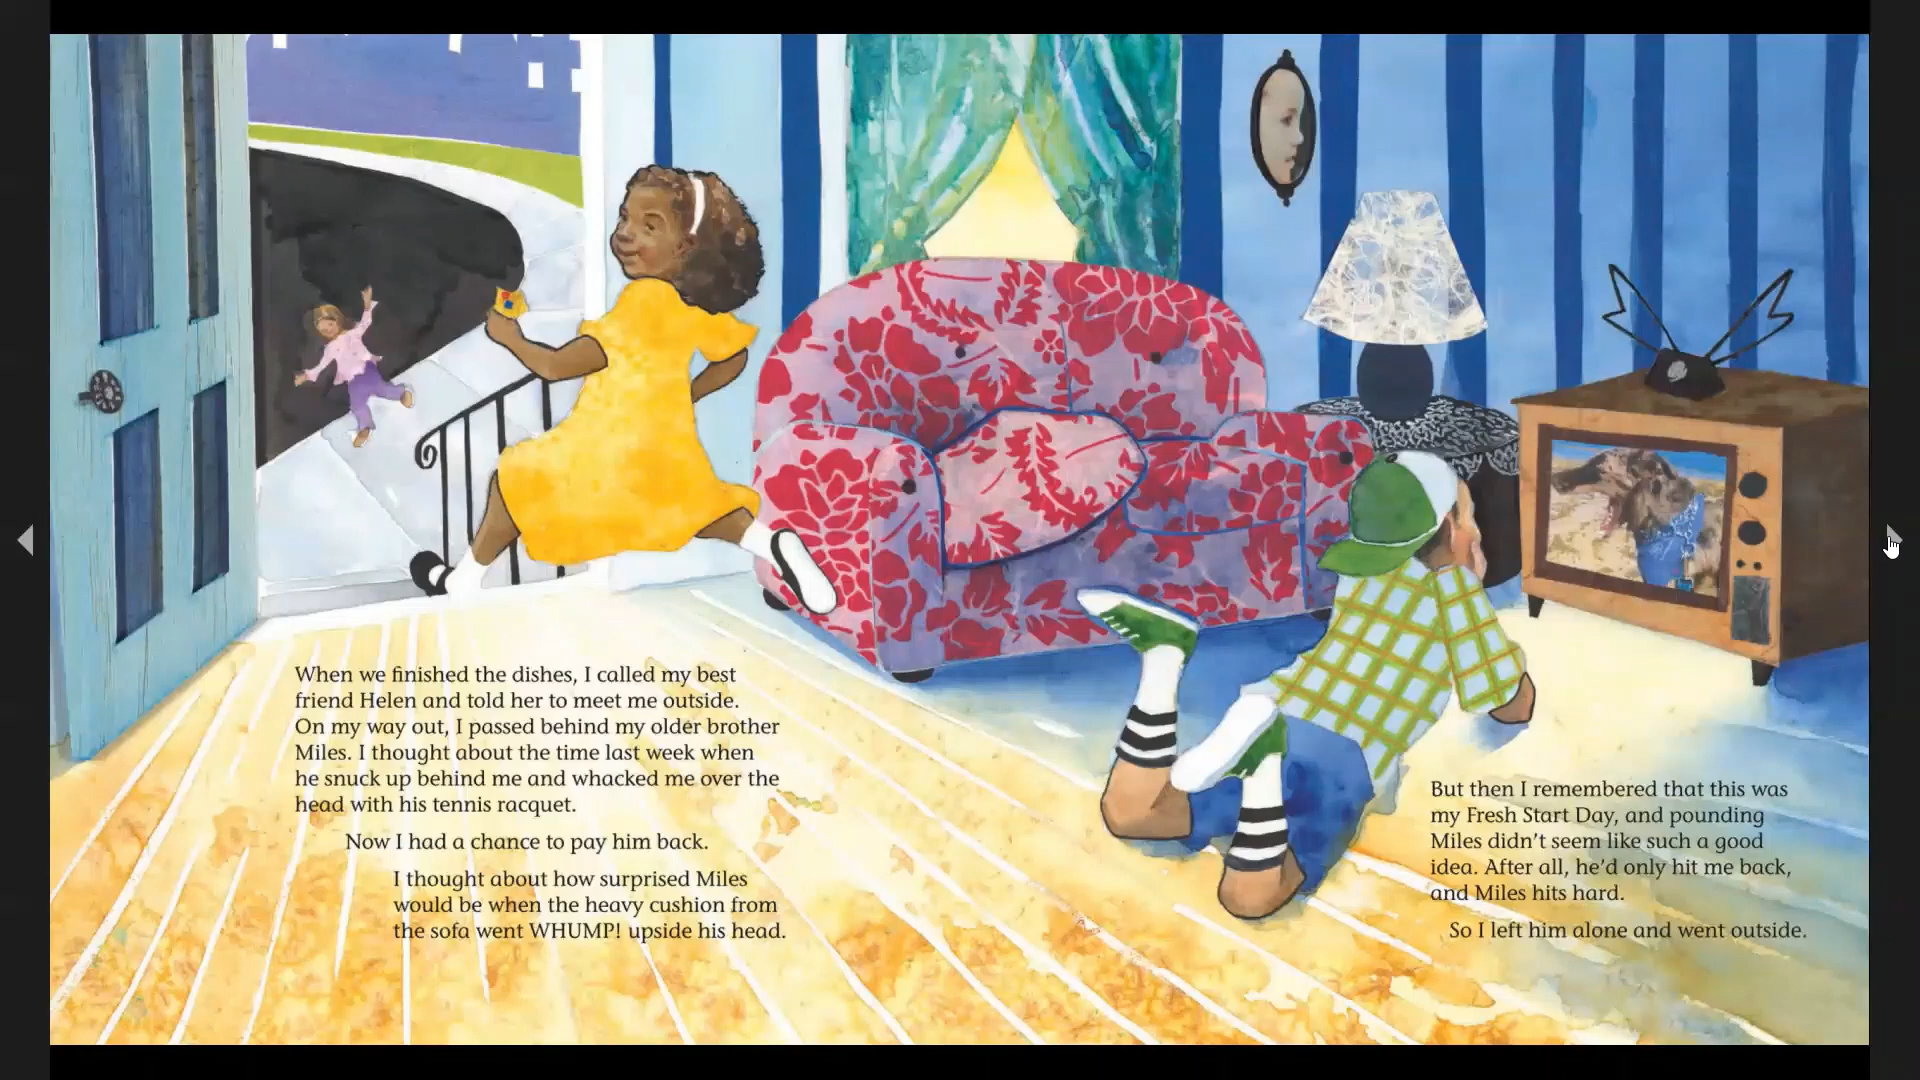 When we finished the dishes, I called my best
friend Helen and told her to meet me outside.
On my way out, I passed behind my older brother
Miles. I thought about the time last week when
he snuck up behind me and whacked me over the
head with his tennis racquet.
Now I had a chance to pay him back.
I thought about how surprised Miles
would be when the heavy cushion from
the sofa went WHUMP! upside his head.
But then I remembered that this was
my Fresh Start Day, and pounding
Miles didn’t seem like such a good
idea. After all, he’d only hit me back,
and Miles hits hard.
So I left him alone and went outside.